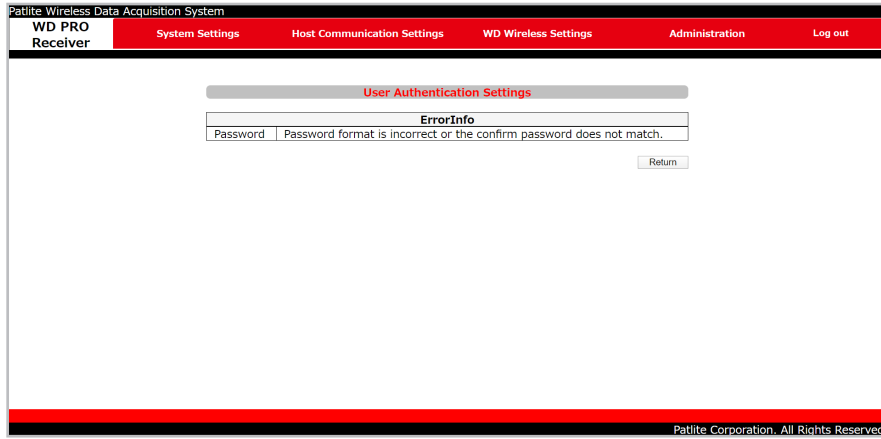 Patlite Wireless Data Acquisition System
WD PRO
Receiver
System Settings Host Communication Settings WD Wireless Settings Administration Log out
User Authentication Settings
ErrorInfo
Password Password format is incorrect or the confirm password does not match.
Return
Patlite Corporation. All Rights Reserved